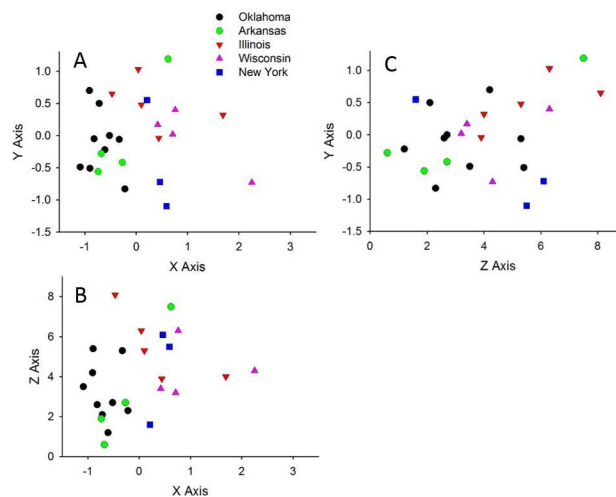 Oklahoma
Arkansas
Illinois
Wisconsin
New York
A
1.0
0.5
0.0
-0.5
-1.0
-1.5
Y Axis
-1
0
1
2
3
X Axis
C
1.0
0.5
0.0
-0.5
-1.0
-1.5
Y Axis
0
2
4
6
8
Z Axis
B
8
6
4
2
0
Z Axis
-1
0
1
2
3
X Axis